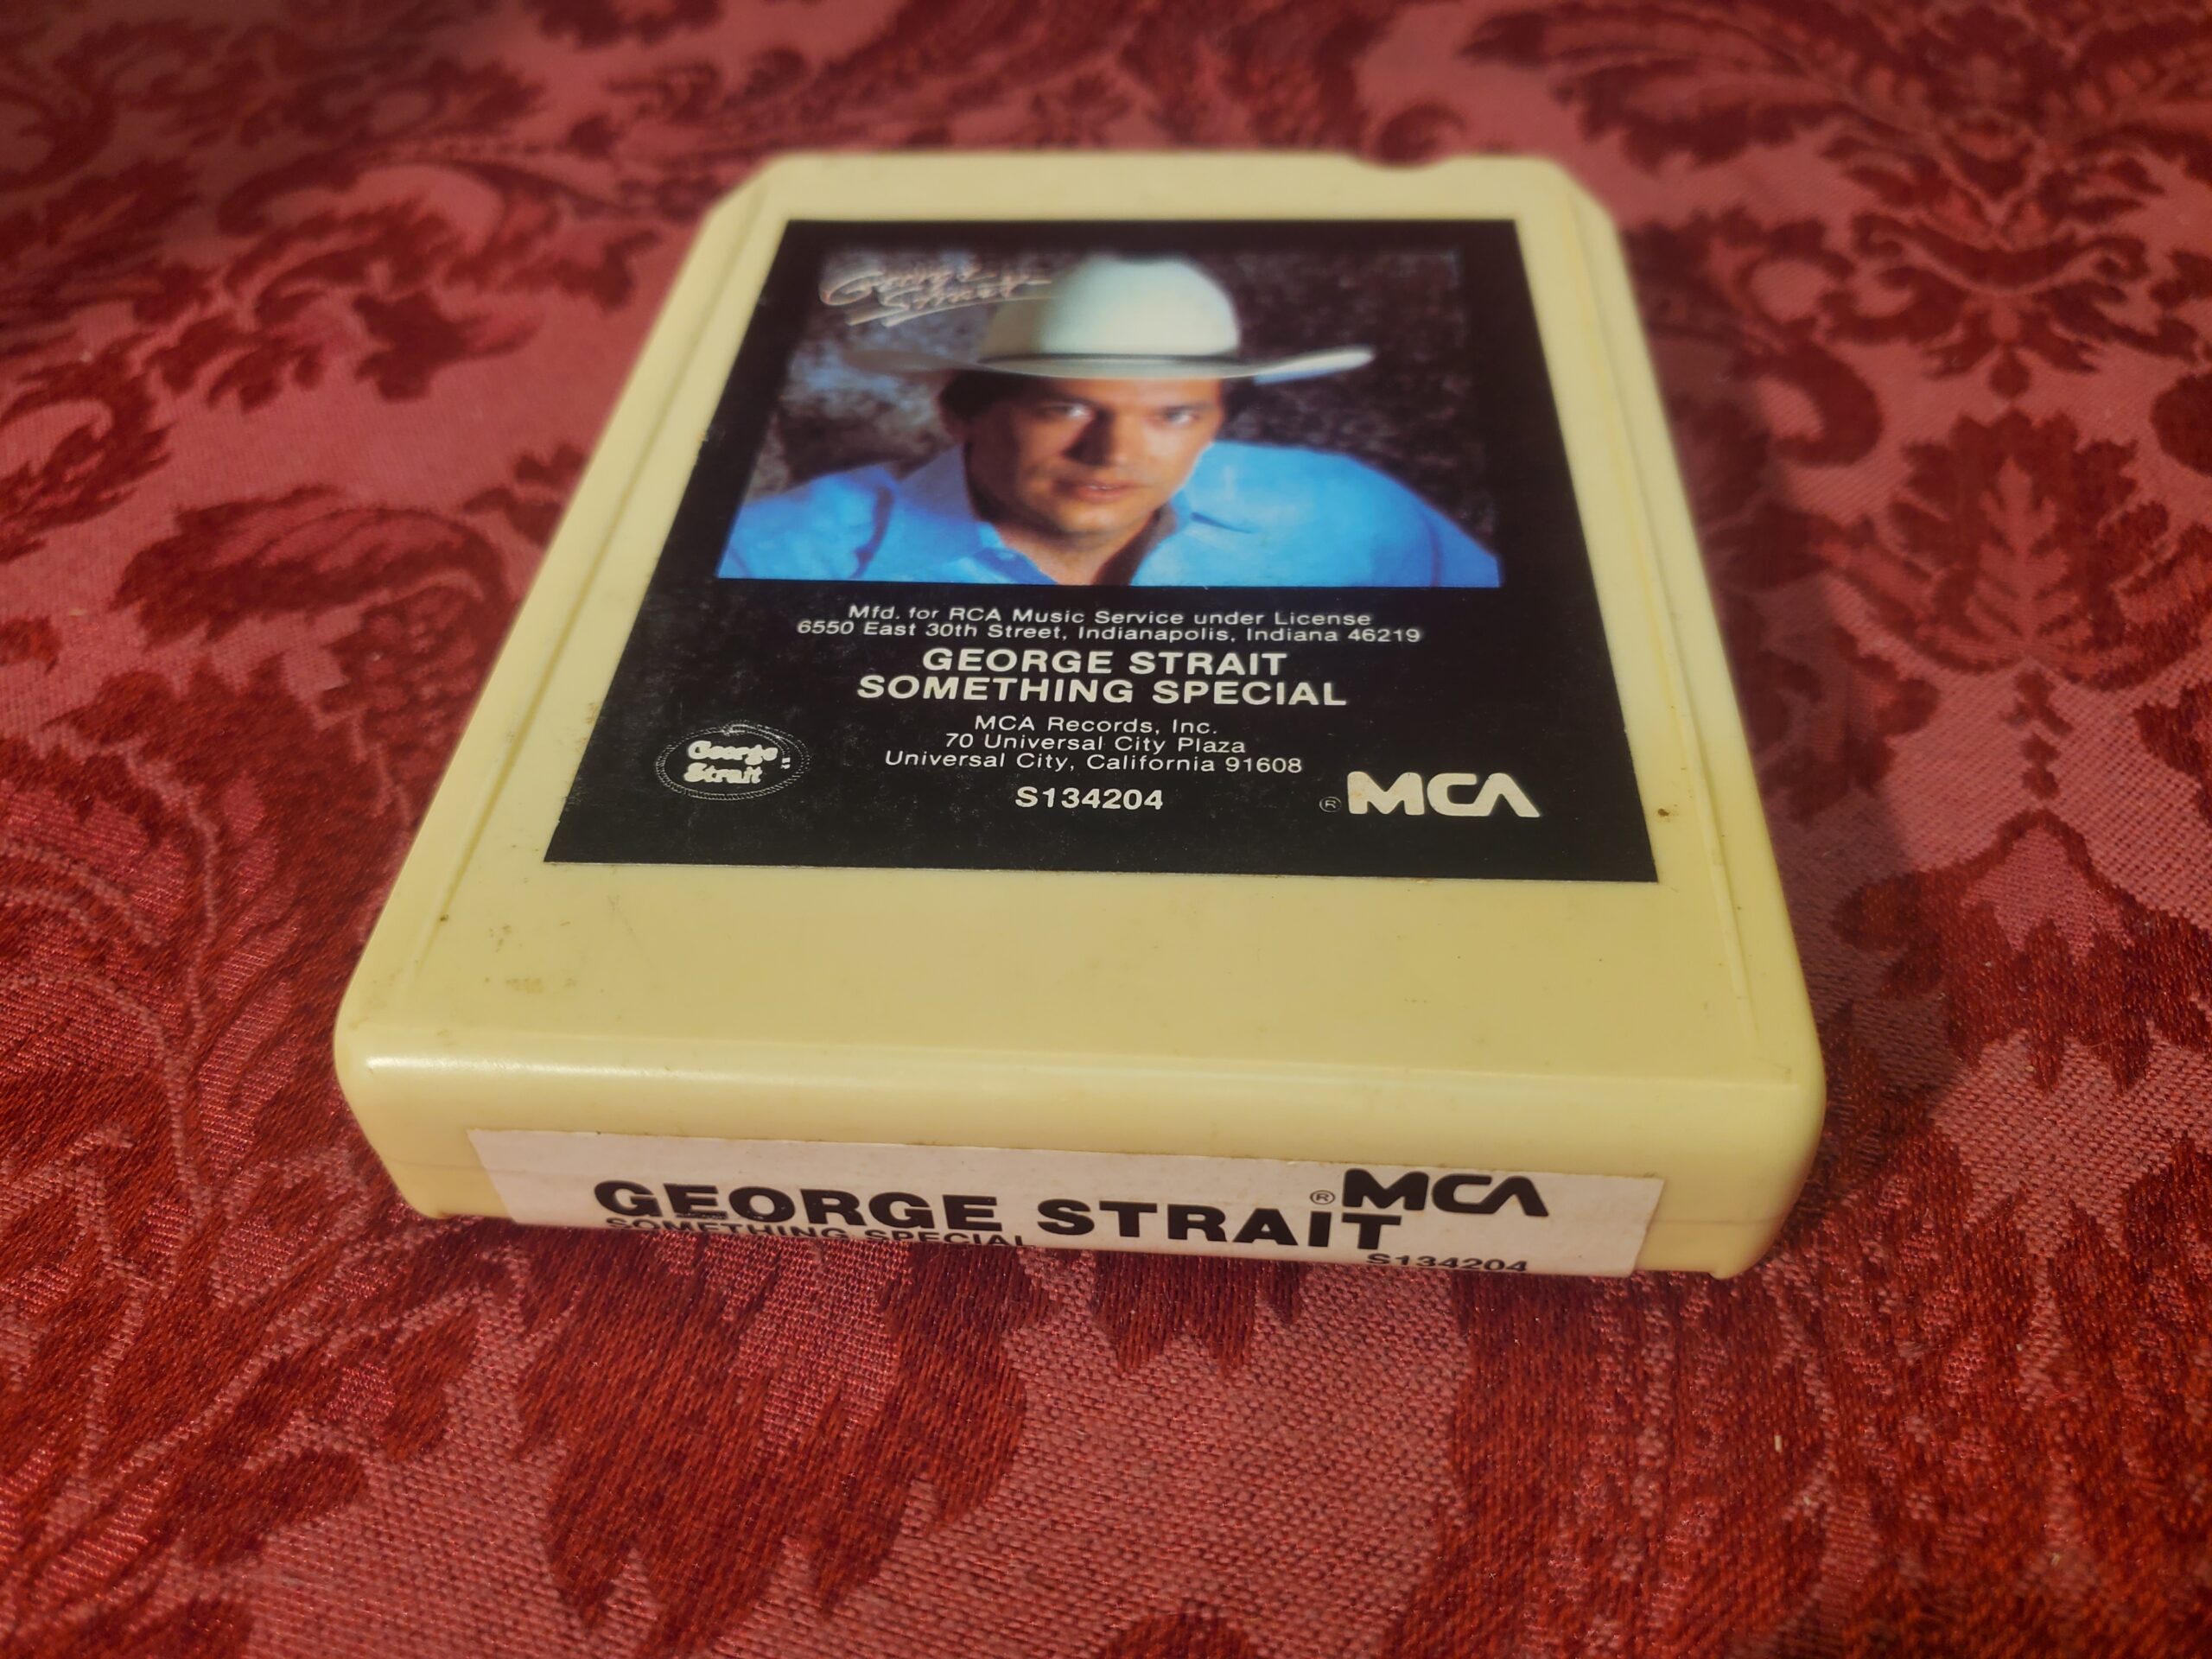 George
Strait
Mfd. for RCA Music Service under License
6550 East 30th Street, Indianapolis, Indiana 46219
GEORGE STRAIT
SOMETHING SPECIAL
MCA Records, Inc.
70 Universal City Plaza
Universal City, California 91608
S134204
George
Strait
® MCA
® MCA
GEORGE STRAIT
SOMETHING SPECIAL
S134204